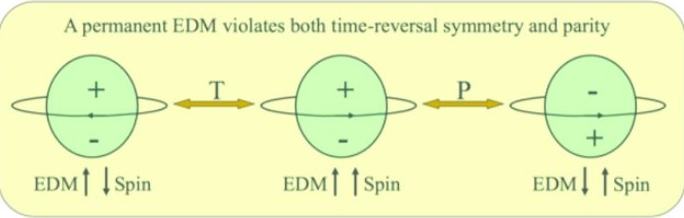 A permanent EDM violates both time-reversal symmetry and parity
+ T + P -
- - +
EDM↑ ↓Spin EDM↑ ↑Spin EDM↓ ↑Spin